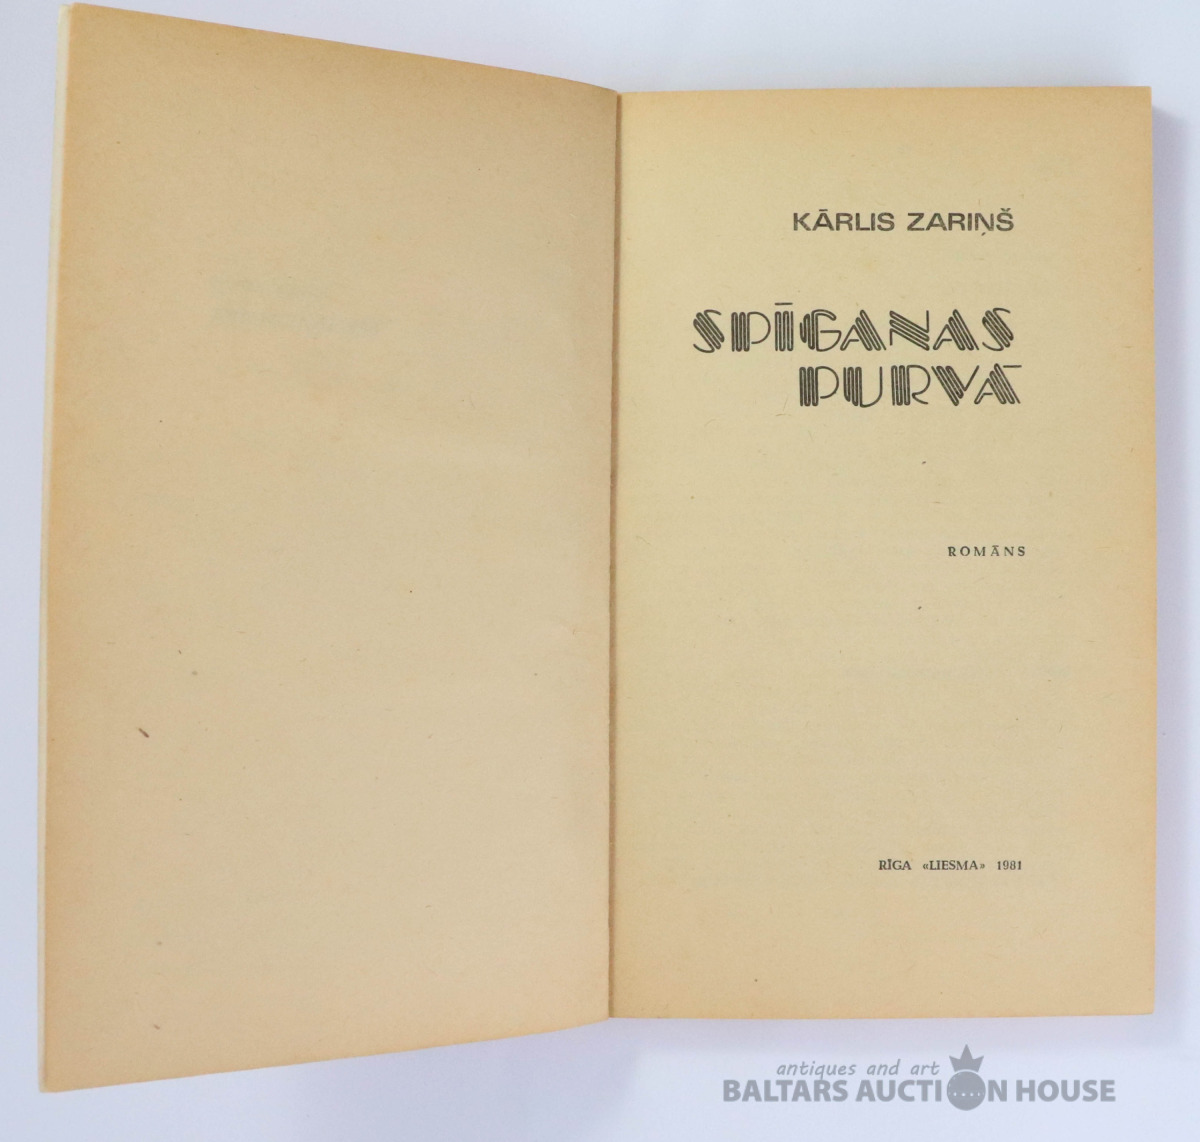 KĀRLIS ZARIŅŠ
SPĪGANAS
PURVĀ
ROMĀNS
RĪGA «LIESMA» 1981
antiques and art
BALTARS AUCTION HOUSE